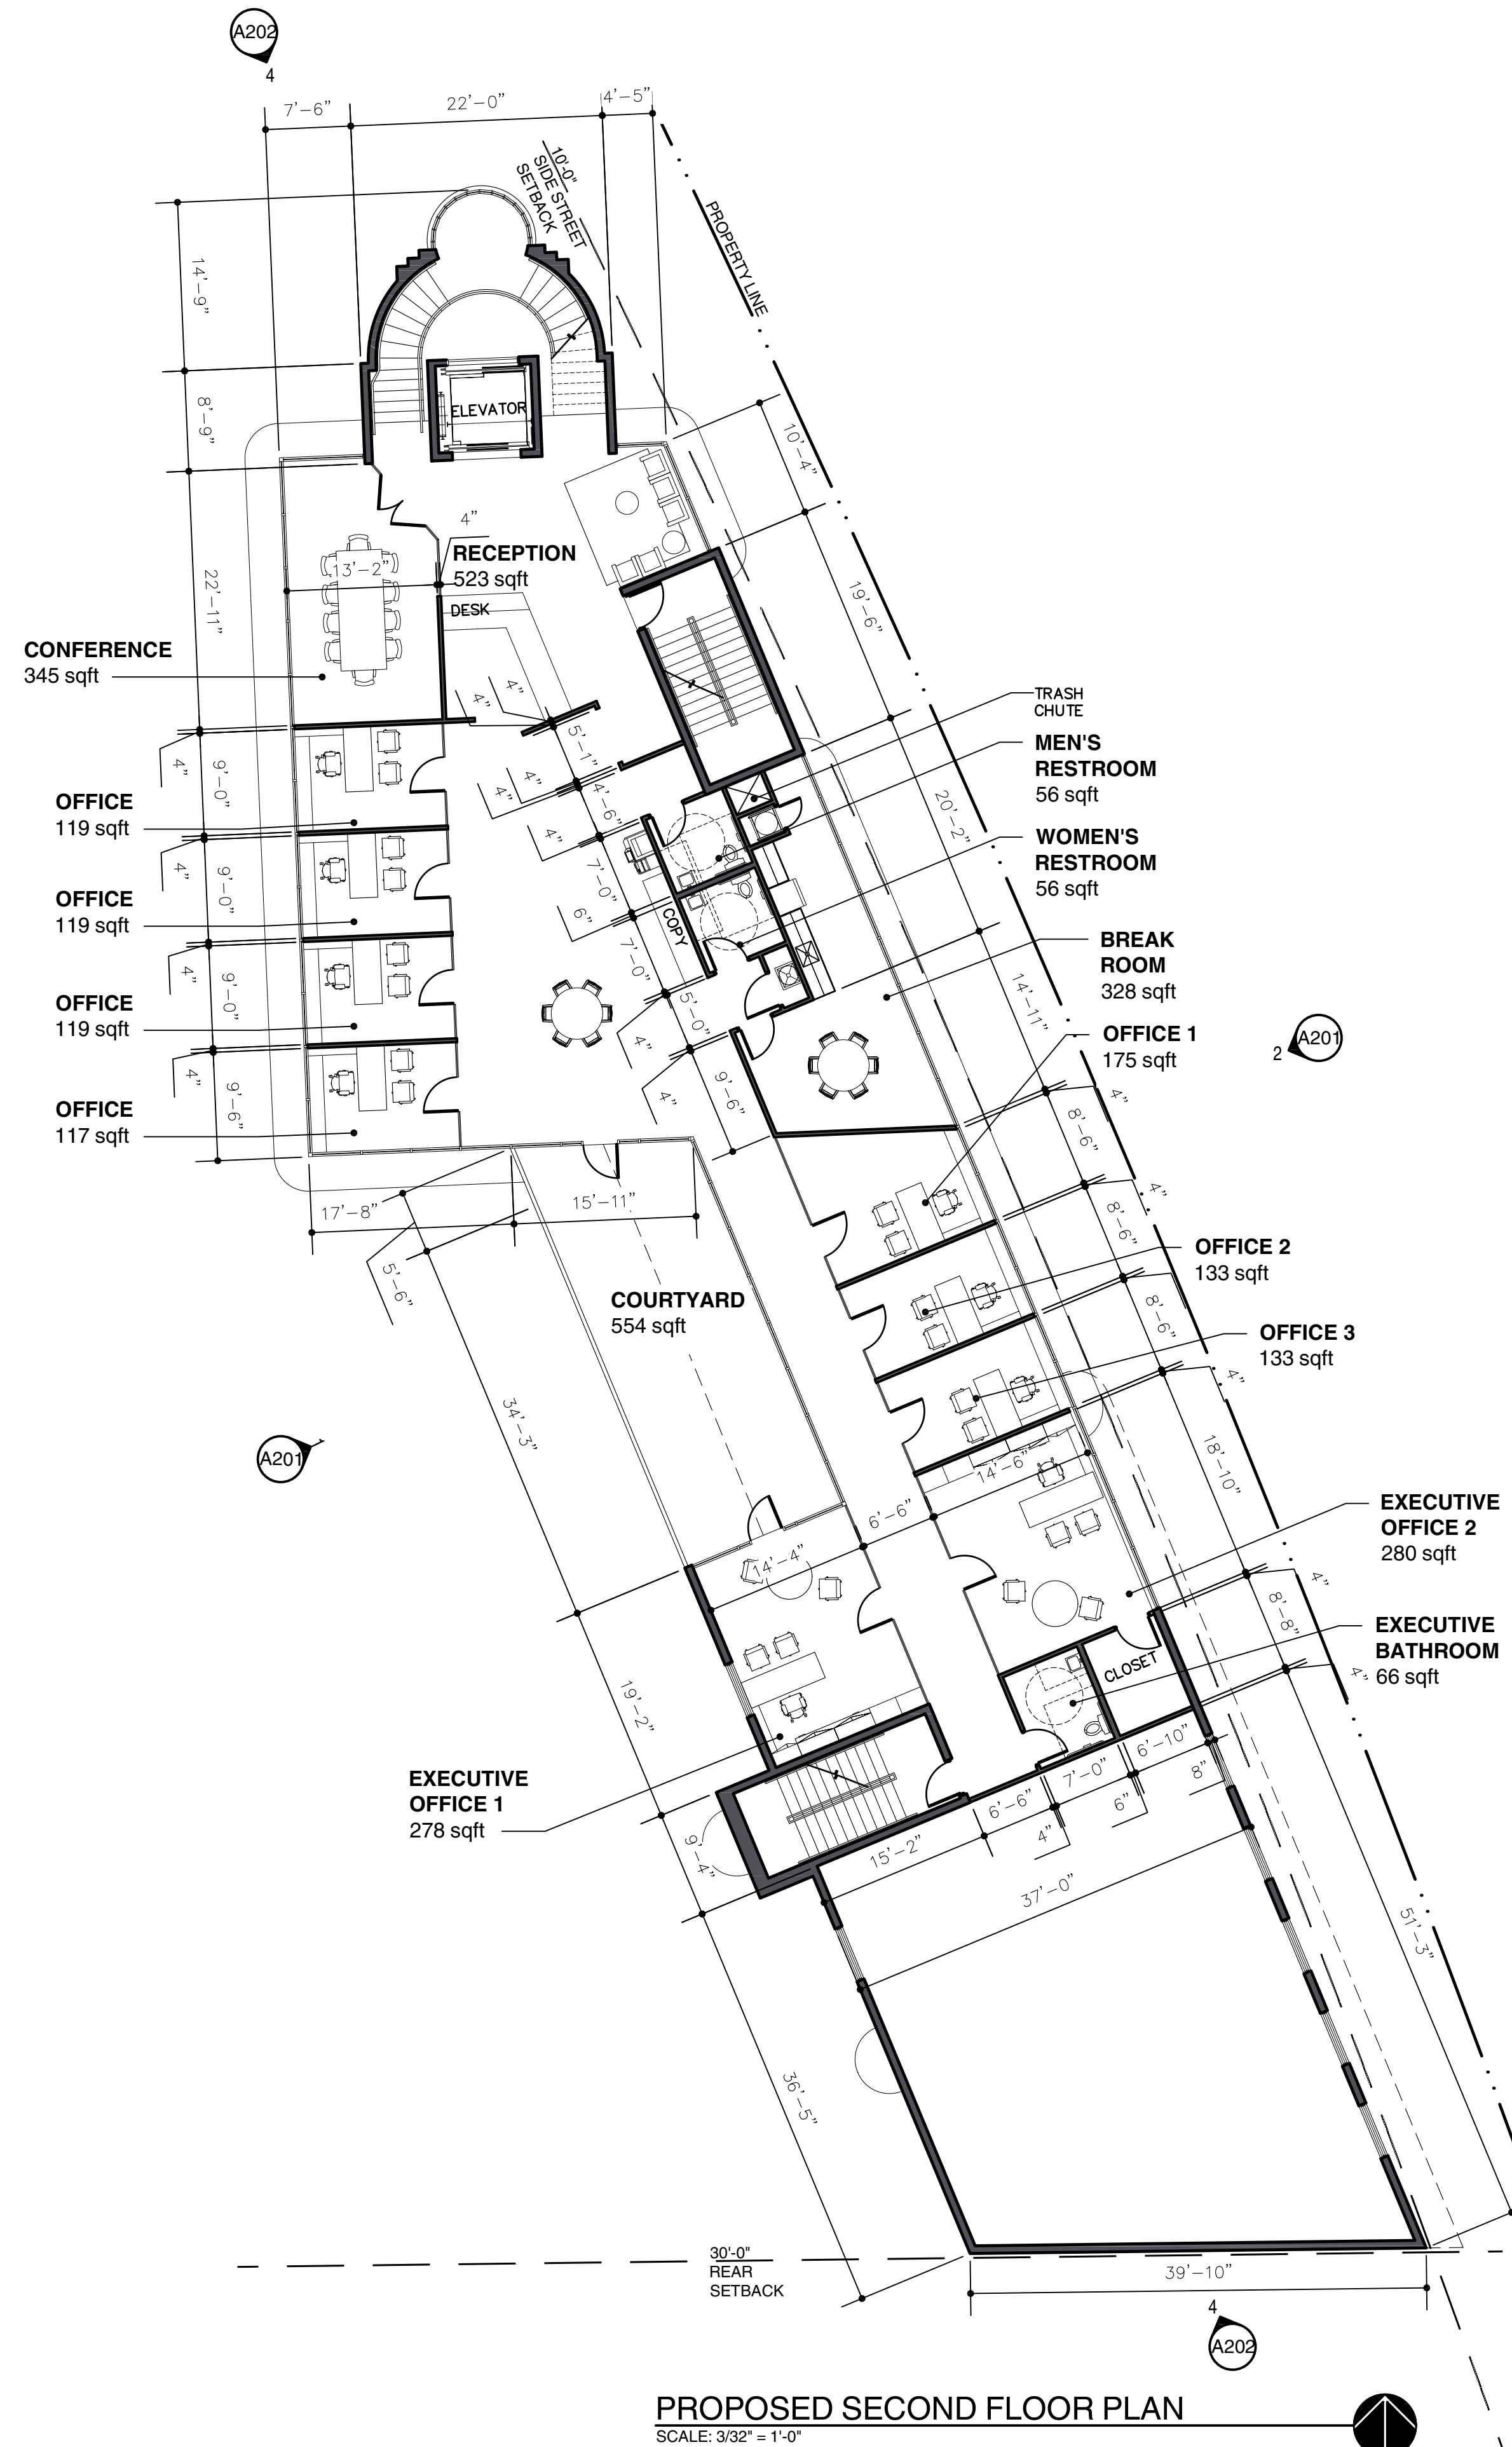 A202
4
7'-6"
22'-0"
4'-5"
10'-0"
SIDE STREET
SETBACK
PROPERTY LINE
14'-9"
8'-9"
ELEVATOR
10'-4"
4"
RECEPTION
523 sqft
13'-2"
DESK
22'-11"
19'-6"
CONFERENCE
345 sqft
4"
4"
TRASH
CHUTE
5'-1"
MEN'S
RESTROOM
56 sqft
4"
9'-0"
4"
4"
4'-6"
OFFICE
119 sqft
20'-2"
4"
WOMEN'S
RESTROOM
56 sqft
4"
9'-0"
7'-0"
OFFICE
119 sqft
6"
COPY
BREAK
ROOM
328 sqft
4"
9'-0"
7'-0"
14'-11"
OFFICE
119 sqft
5'-0"
OFFICE 1
175 sqft
A201
2
4"
4"
9'-6"
4"
9'-6"
4"
OFFICE
117 sqft
8'-6"
17'-8"
15'-11"
4"
8'-6"
5'-6"
OFFICE 2
133 sqft
COURTYARD
554 sqft
8'-6"
OFFICE 3
133 sqft
4"
34'-3"
A201
1
14'-6"
18'-10"
6'-6"
EXECUTIVE
OFFICE 2
280 sqft
14'-4"
4"
8'-8"
EXECUTIVE
BATHROOM
66 sqft
CLOSET
4"
19'-2"
6'-10"
7'-0"
8"
EXECUTIVE
OFFICE 1
278 sqft
6'-6"
6"
4"
9'-4"
15'-2"
37'-0"
51'-3"
36'-5"
30'-0"
REAR
SETBACK
39'-10"
4
A202
PROPOSED SECOND FLOOR PLAN
SCALE: 3/32" = 1'-0"